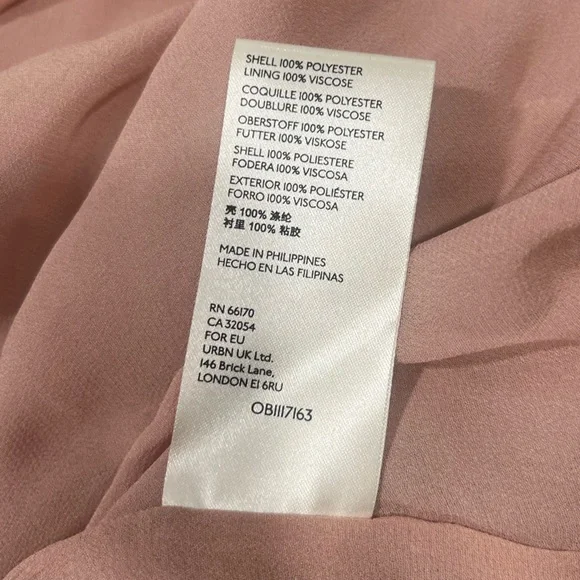 SHELL 100% POLYESTER
LINING 100% VISCOSE
COQUILLE 100% POLYESTER
DOUBLURE 100% VISCOSE
OBERSTOFF 100% POLYESTER
FUTTER 100% VISKOSE
SHELL 100% POLIESTERE
FODERA 100% VISCOSA
EXTERIOR 100% POLIÉSTER
FORRO 100% VISCOSA
壳 100% 涤纶
衬里 100% 粘胶
MADE IN PHILIPPINES
HECHO EN LAS FILIPINAS
RN 66170
CA 32054
FOR EU
URBN UK Ltd.
146 Brick Lane,
LONDON E1 6RU
OB1117163